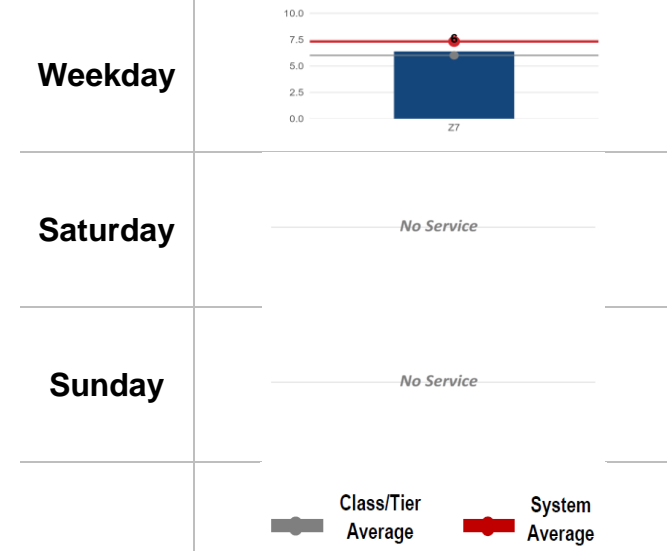 10.0
7.5
6
Weekday
5.0
2.5
0.0
Z7
Saturday
No Service
Sunday
No Service
Class/Tier
Average
System
Average